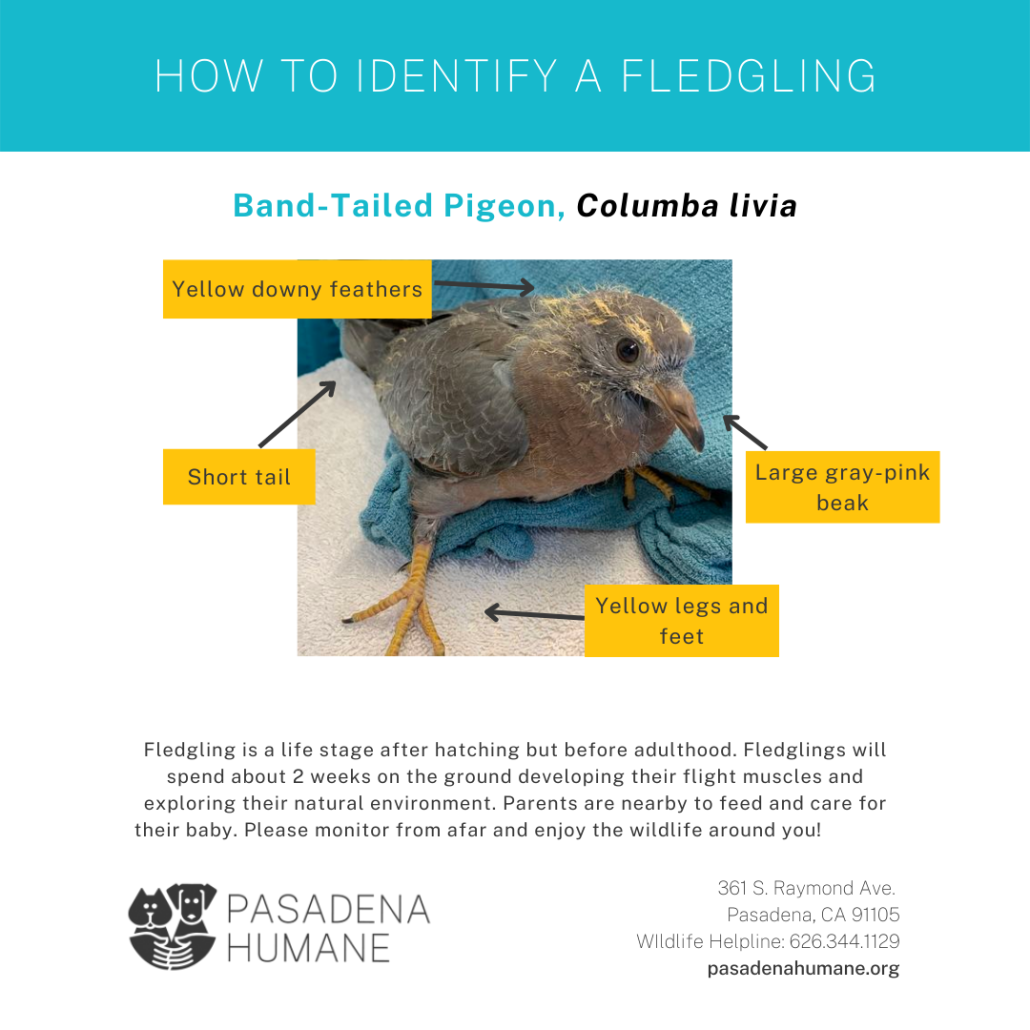 HOW TO IDENTIFY A FLEDGLING
Band-Tailed Pigeon, Columba livia
Yellow downy feathers
Short tail
Large gray-pink
beak
Yellow legs and
feet
Fledgling is a life stage after hatching but before adulthood. Fledglings will
spend about 2 weeks on the ground developing their flight muscles and
exploring their natural environment. Parents are nearby to feed and care for
their baby. Please monitor from afar and enjoy the wildlife around you!
PASADENA
HUMANE
361 S. Raymond Ave.
Pasadena, CA 91105
WIldlife Helpline: 626.344.1129
pasadenahumane.org